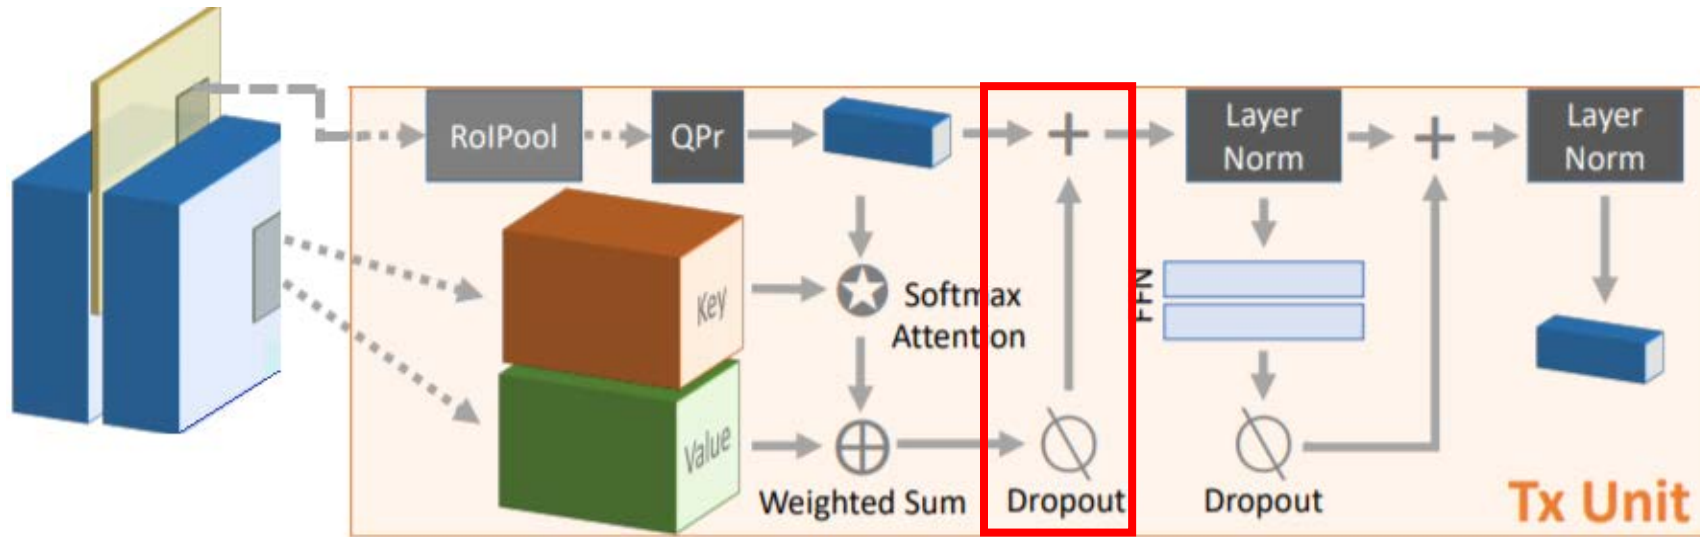 RoIPool
QPr
+
Layer
Norm
+
Layer
Norm
Key
Softmax
Attention
FFN
Value
Weighted Sum
Dropout
Dropout
Tx Unit